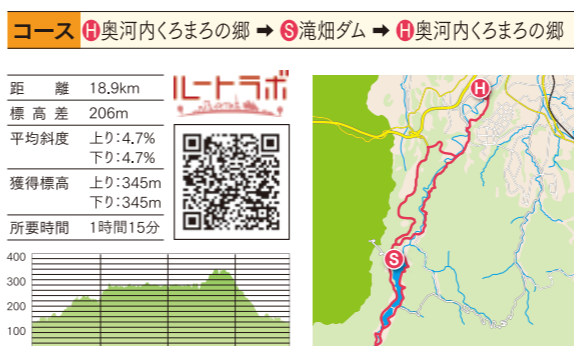 コース H奥河内くろまろの郷 ➡ S滝畑ダム ➡ H奥河内くろまろの郷
距離 18.9km
標高差 206m
平均斜度 上り:4.7%
下り:4.7%
獲得標高 上り:345m
下り:345m
所要時間 1時間15分
ルートラボ
400
300
200
100
H
S